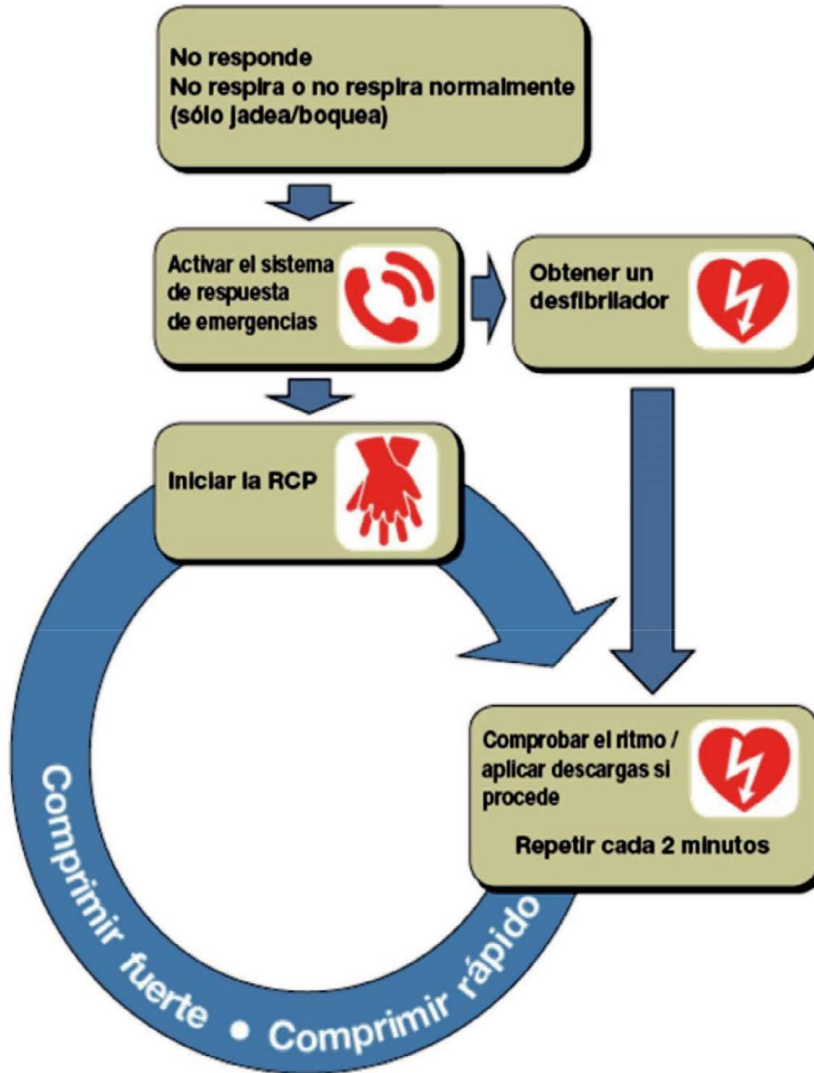 No responde
No respira o no respira normalmente
(sólo jadea/boquea)
Activar el sistema
de respuesta
de emergencias
Obtener un
desfibrilador
Iniciar la RCP
Comprobar el ritmo /
aplicar descargas si
procede
Repetir cada 2 minutos
Comprimir fuerte • Comprimir rápido